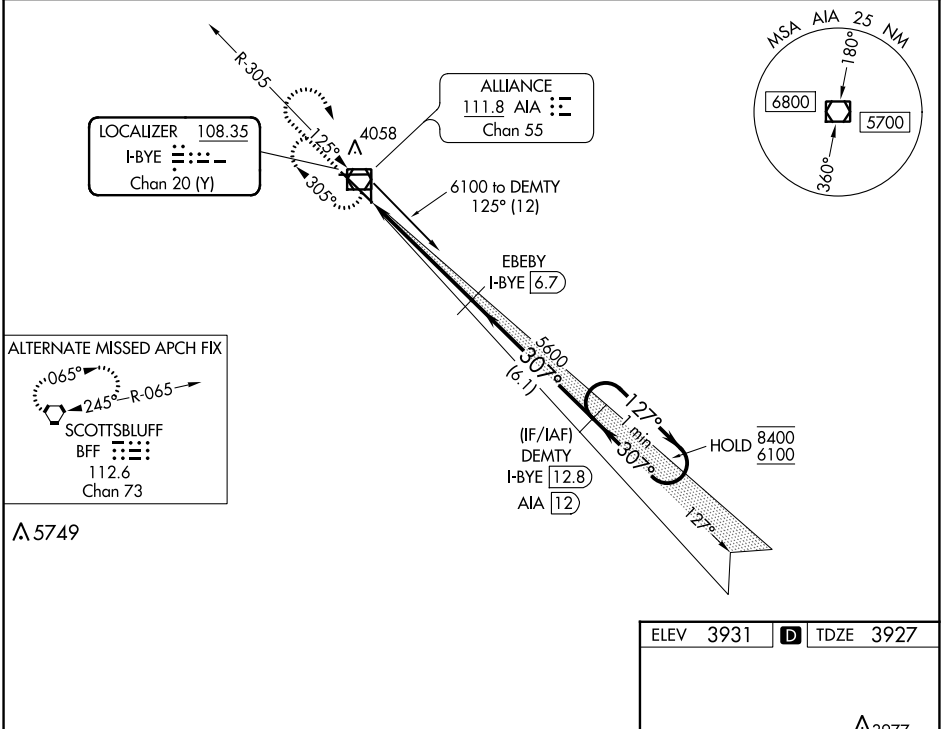 MSA AIA 25 NM
180°
6800
5700
360°
R-305
125°
305°
4058
ALLIANCE
111.8 AIA
Chan 55
LOCALIZER 108.35
I-BYE
Chan 20 (Y)
6100 to DEMTY
125° (12)
EBEBY
I-BYE 6.7
5600
307°
(6.1)
127°
1 min
307°
HOLD 8400
6100
(IF/IAF)
DEMTY
I-BYE 12.8
AIA 12
127°
ALTERNATE MISSED APCH FIX
065°
245° R-065
SCOTTSBLUFF
BFF
112.6
Chan 73
5749
ELEV 3931 D TDZE 3927